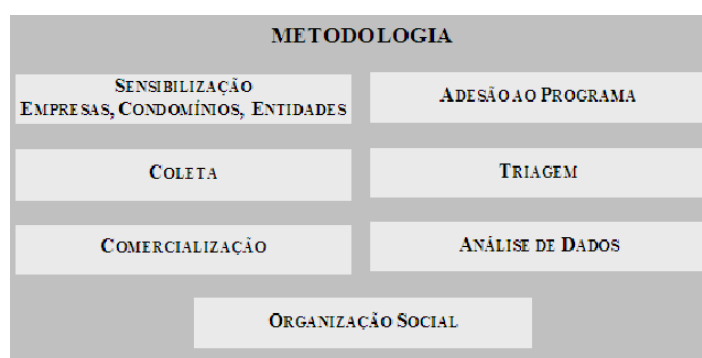 METODOLOGIA
SENSIBILIZAÇÃO
EMPRESAS, CONDOMÍNIOS, ENTIDADES
ADESÃO AO PROGRAMA
COLETA
TRIAGEM
COMERCIALIZAÇÃO
ANÁLISE DE DADOS
ORGANIZAÇÃO SOCIAL